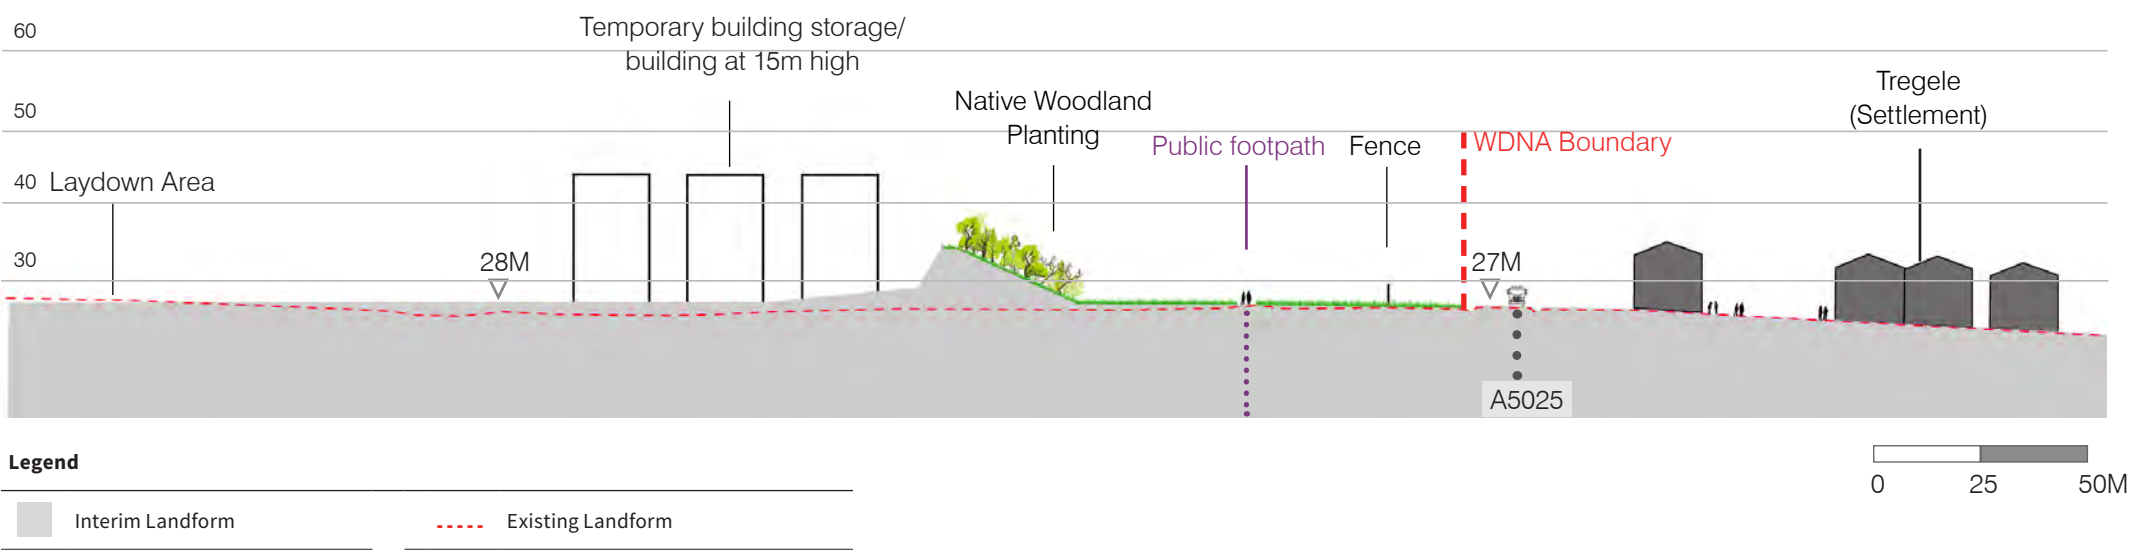 60
Temporary building storage/
building at 15m high
50
40
30
Laydown Area
28M
Native Woodland
Planting
Public footpath
Fence
WDNA Boundary
27M
A5025
Tregele
(Settlement)
0 25 50M
Legend
Interim Landform
Existing Landform